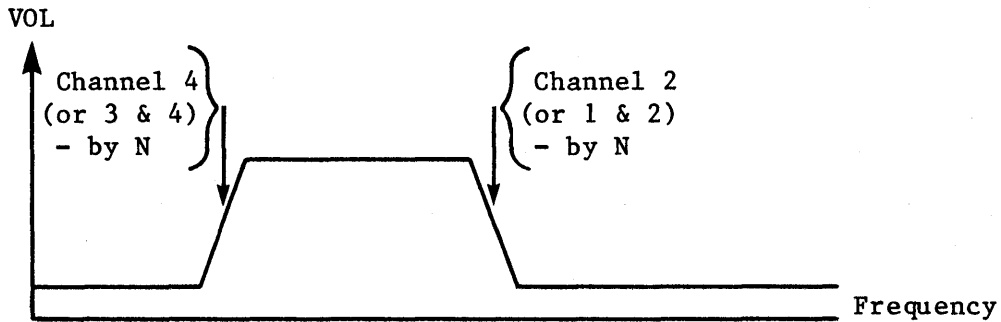 VOL
Channel 4
(or 3 & 4)
- by N
Channel 2
(or 1 & 2)
- by N
Frequency